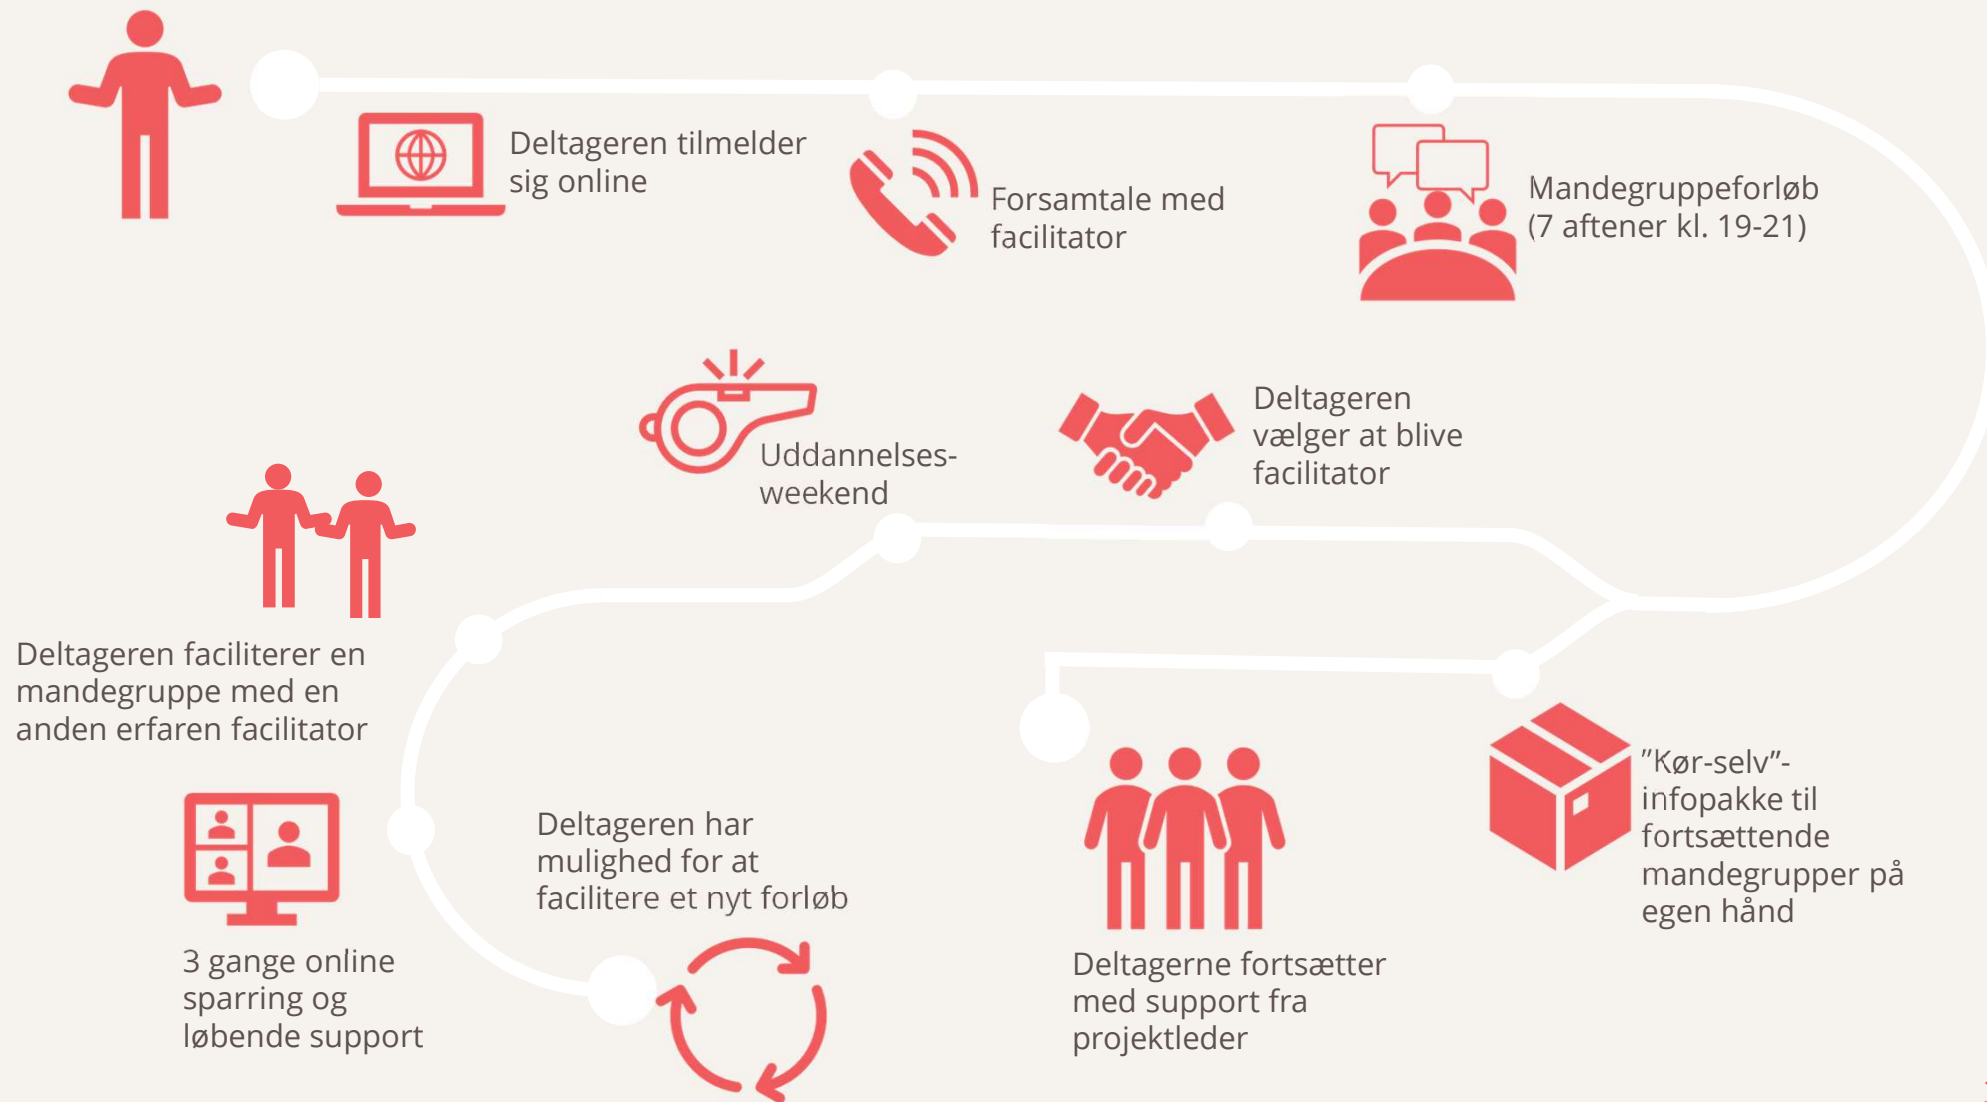 Deltageren tilmelder
sig online
Forsamtale med
facilitator
Mandegruppeforløb
(7 aftener kl. 19-21)
Deltageren
vælger at blive
facilitator
Uddannelses-
weekend
Deltageren faciliterer en
mandegruppe med en
anden erfaren facilitator
3 gange online
sparring og
løbende support
Deltageren har
mulighed for at
facilitere et nyt forløb
"Kør-selv"-
infopakke til
fortsættende
mandegrupper på
egen hånd
Deltagerne fortsætter
med support fra
projektleder